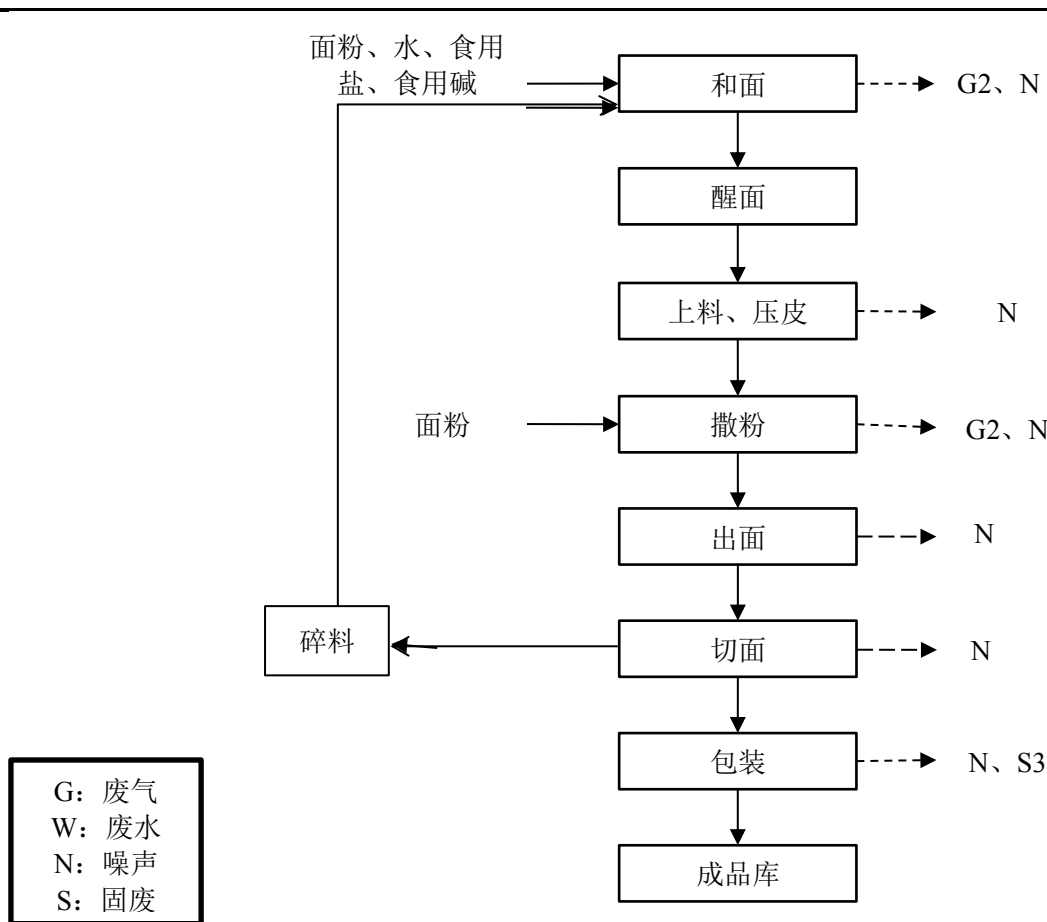 面粉、水、食用
盐、食用碱
和面
G2、N
醒面
上料、压皮
N
面粉
撒粉
G2、N
出面
N
碎料
切面
N
包装
N、S3
成品库
G：废气
W：废水
N：噪声
S：固废